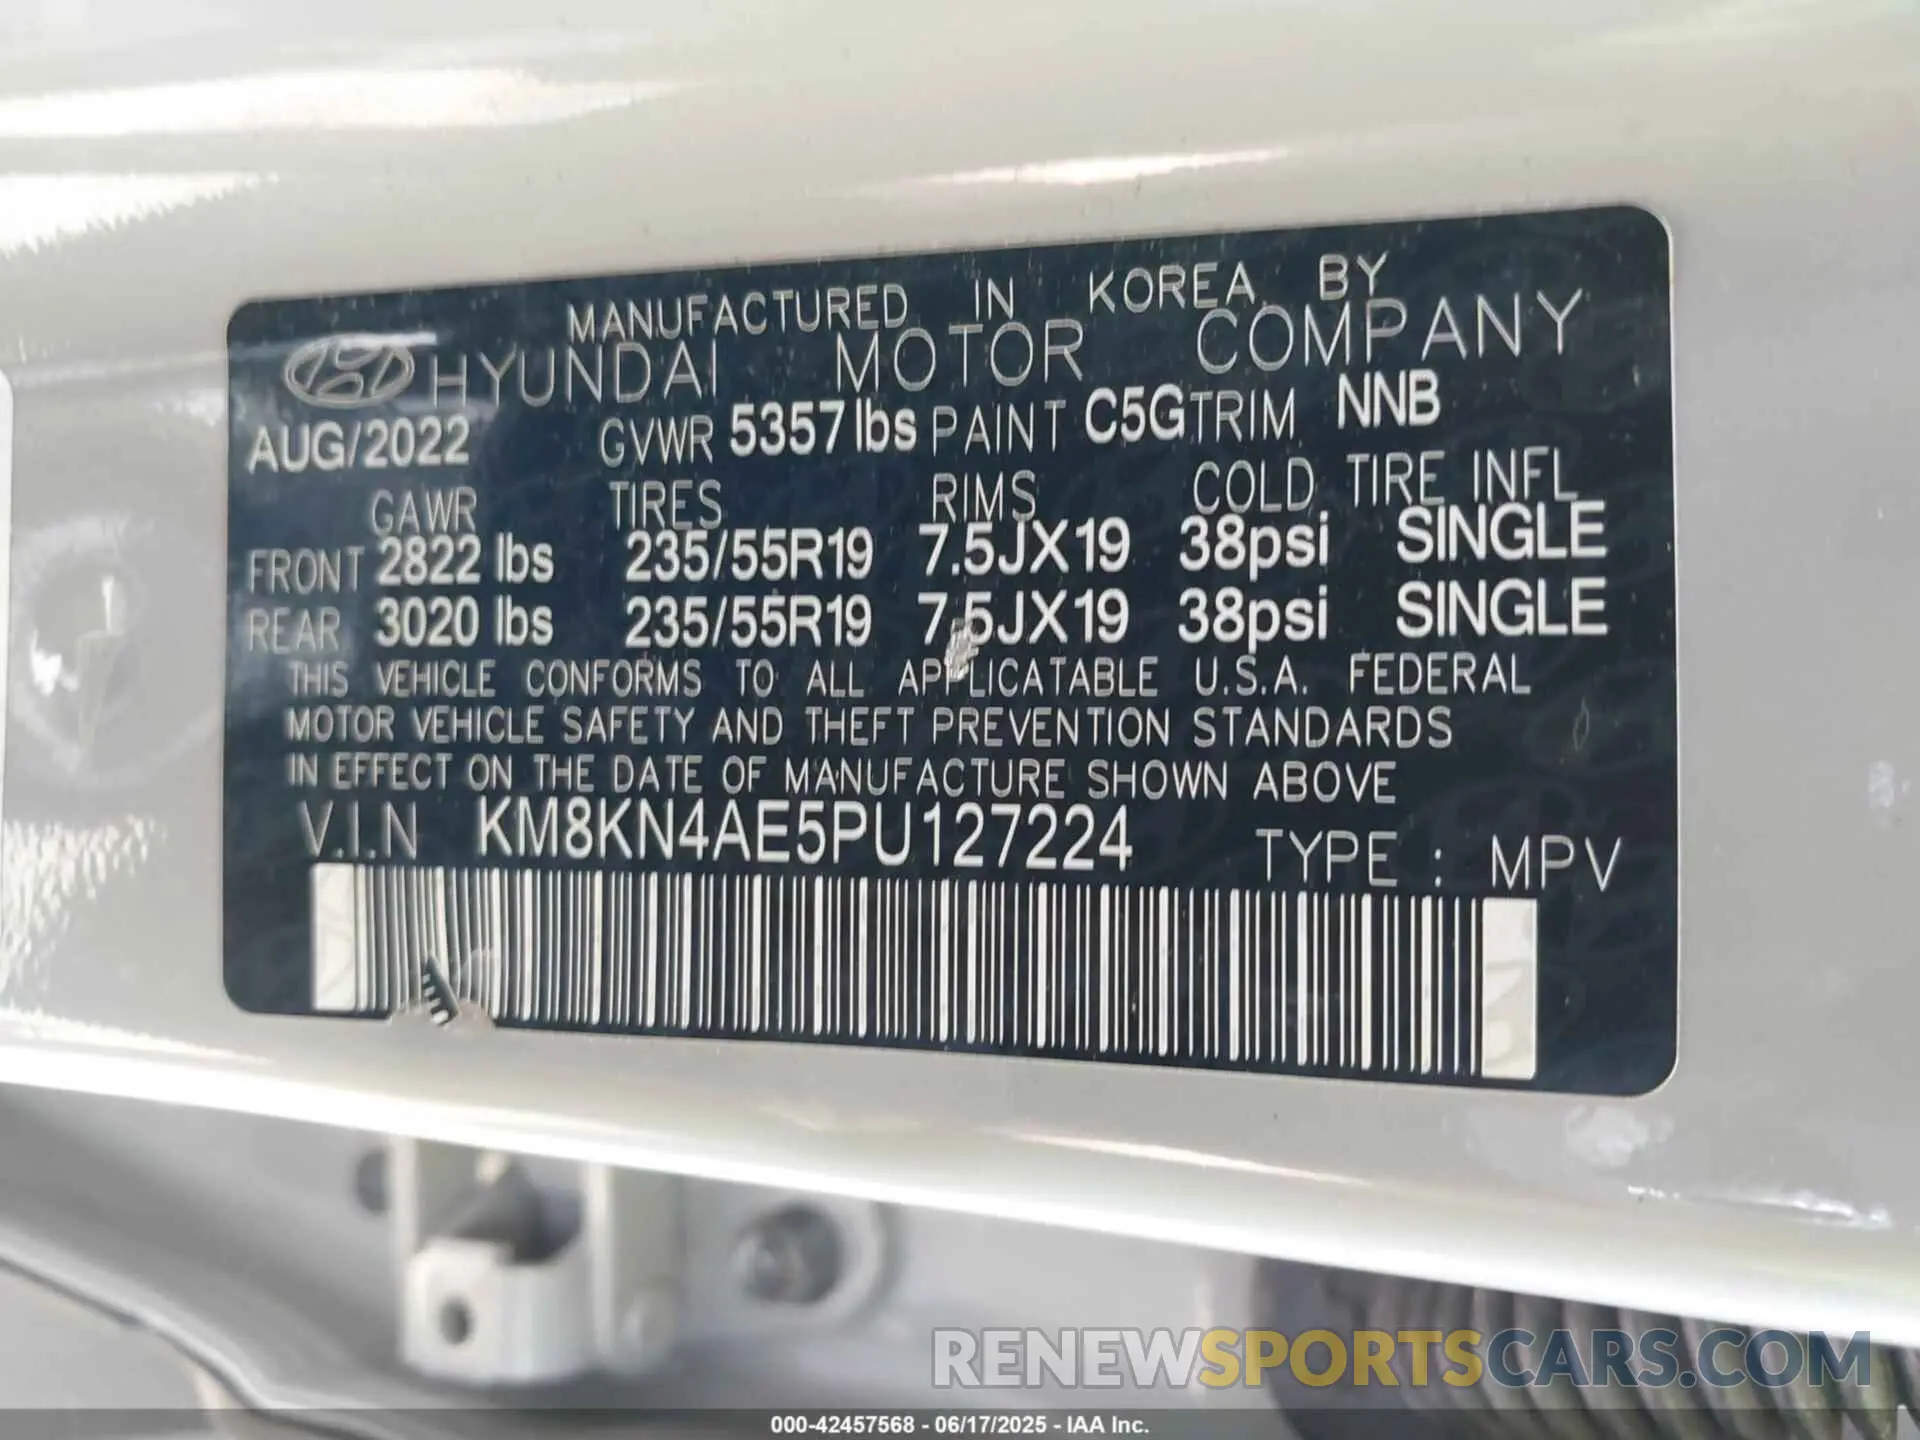 MANUFACTURED IN KOREA BY
HYUNDAI MOTOR COMPANY
AUG/2022 GVWR 5357lbs PAINT C5G TRIM NNB
GAWR TIRES RIMS COLD TIRE INFL
FRONT 2822 lbs 235/55R19 7.5JX19 38psi SINGLE
REAR 3020 lbs 235/55R19 7.5JX19 38psi SINGLE
THIS VEHICLE CONFORMS TO ALL APPLICATABLE U.S.A. FEDERAL
MOTOR VEHICLE SAFETY AND THEFT PREVENTION STANDARDS
IN EFFECT ON THE DATE OF MANUFACTURE SHOWN ABOVE
V.I.N KM8KN4AE5PU127224 TYPE : MPV
RENEWSPORTSCARS.COM
000-42457568 - 06/17/2025 - IAA Inc.